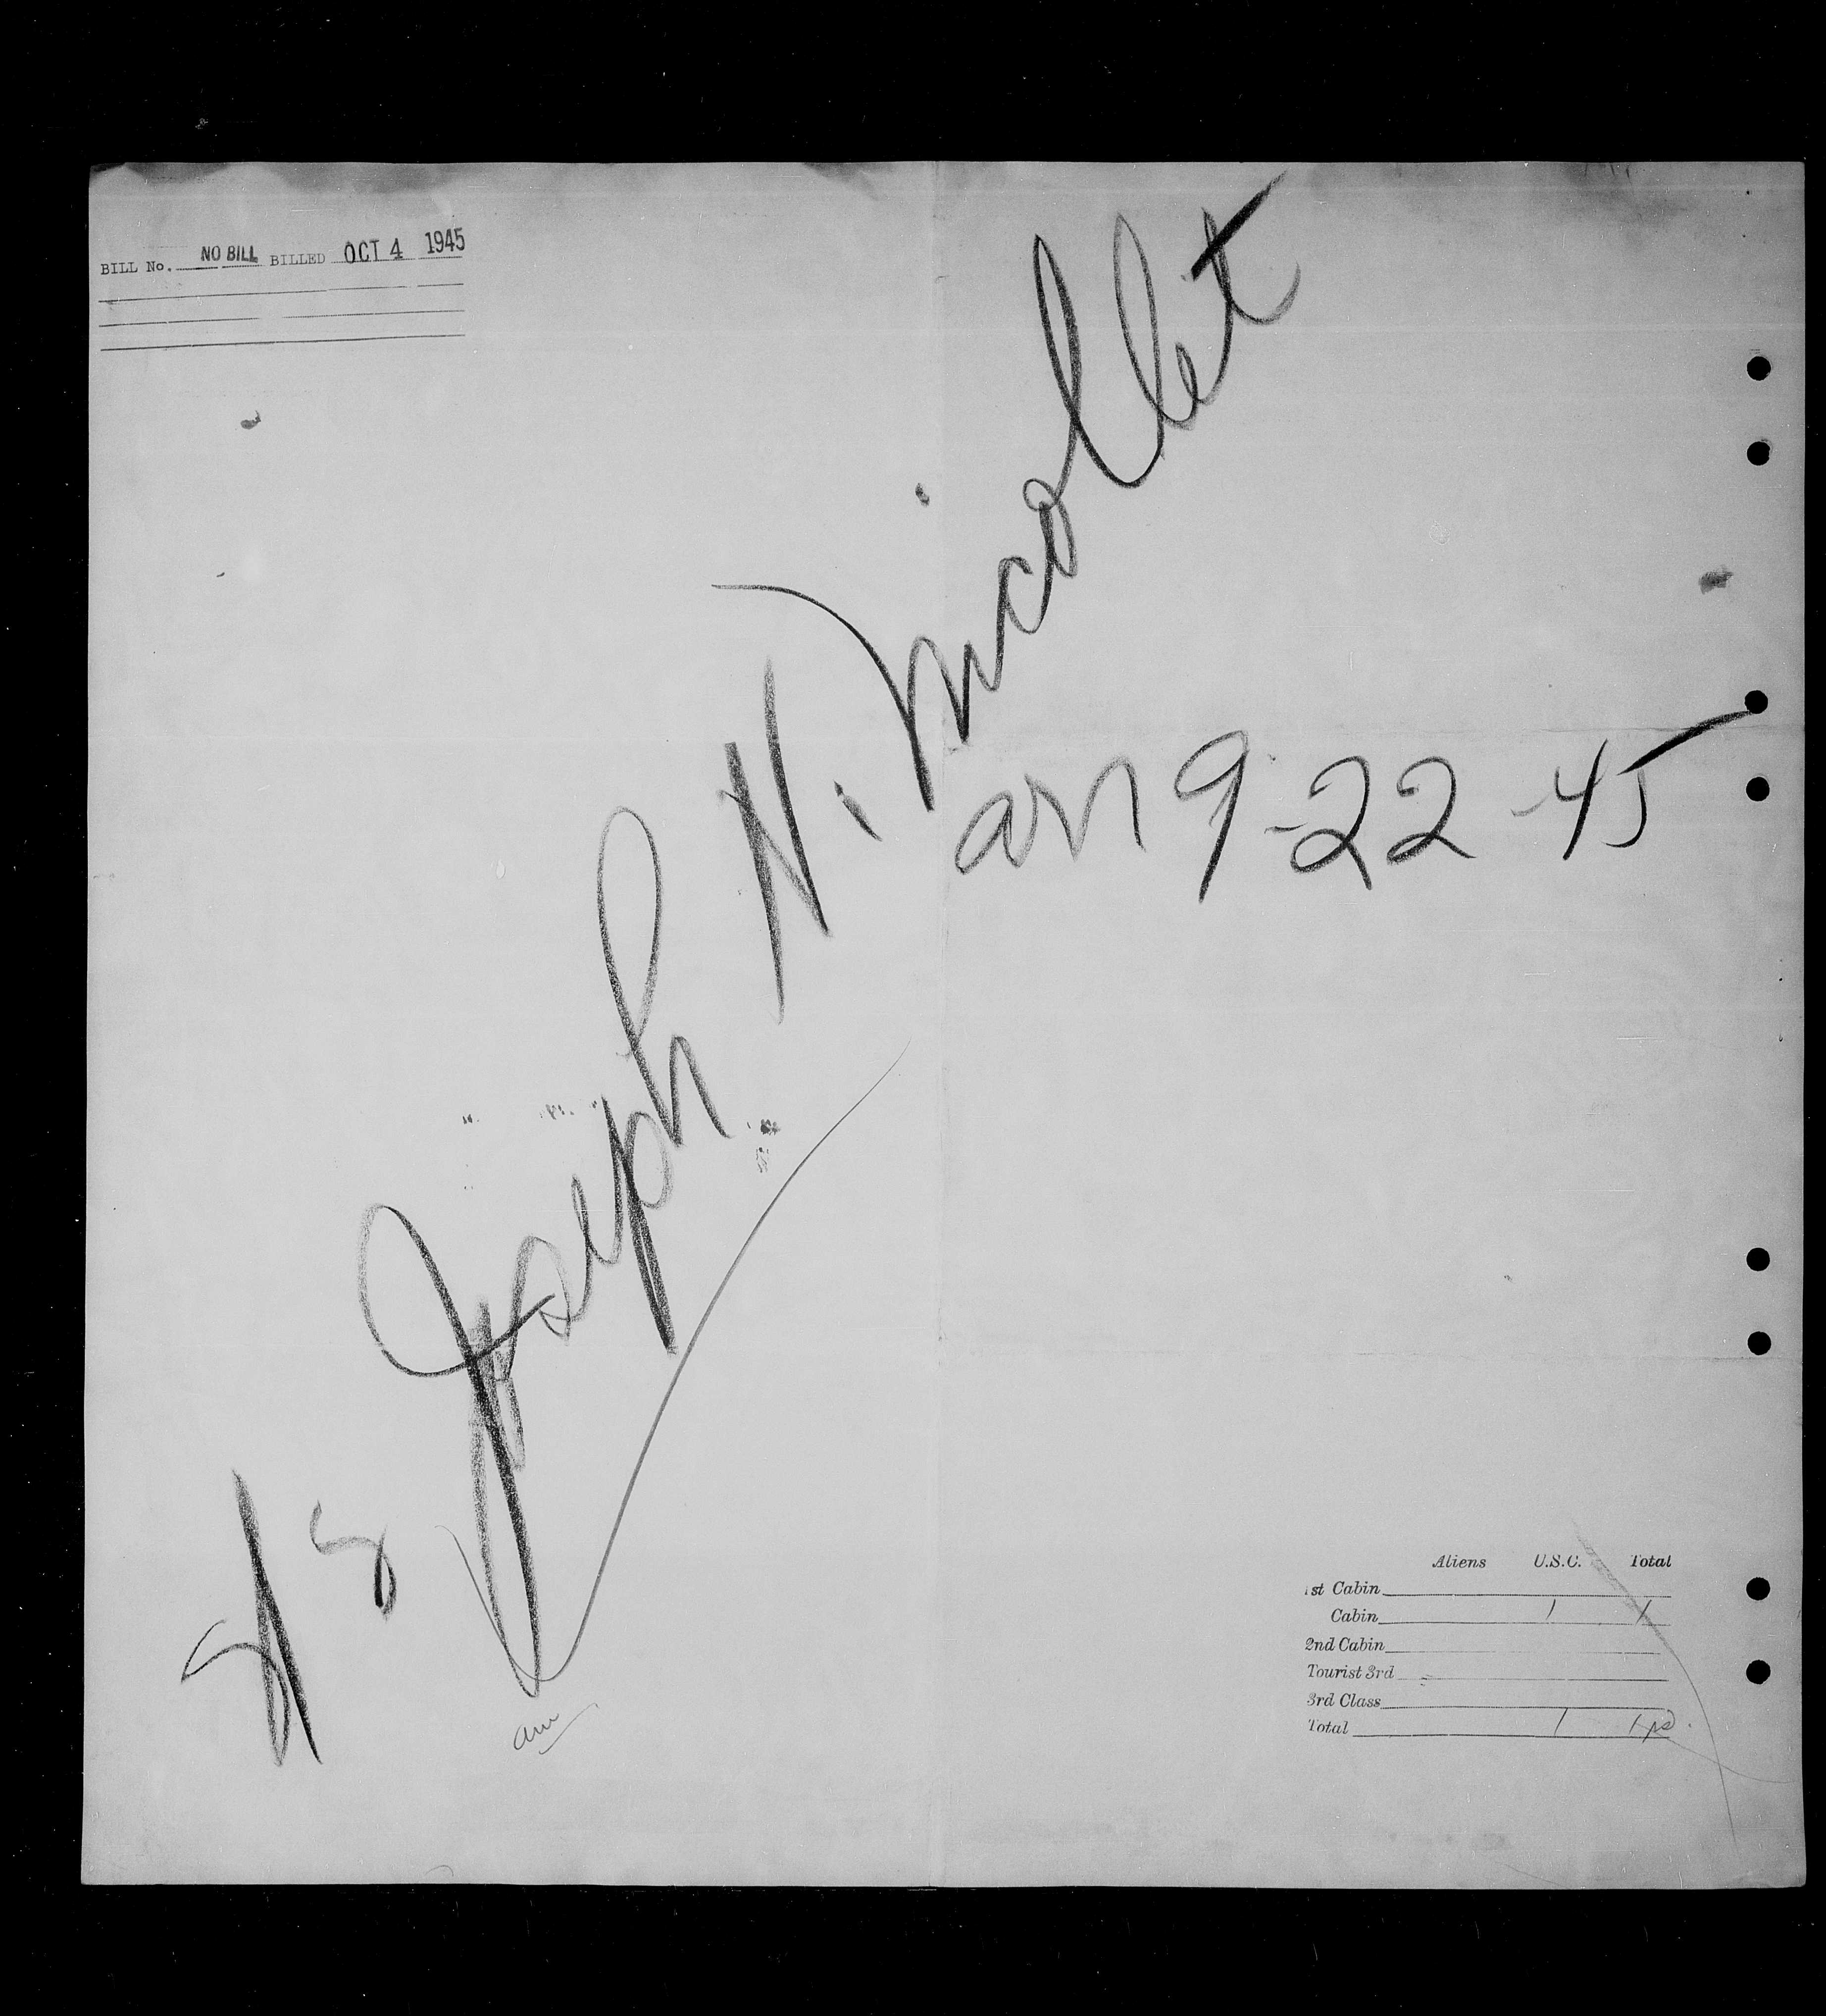 BILL No. NO BILL BILLED OCT 4 1945
SS Joseph N. Nicollet
arr 9-22-45
Aliens U.S.C. Total
1st Cabin
Cabin 1 1
2nd Cabin
Tourist 3rd
3rd Class
Total 1 1